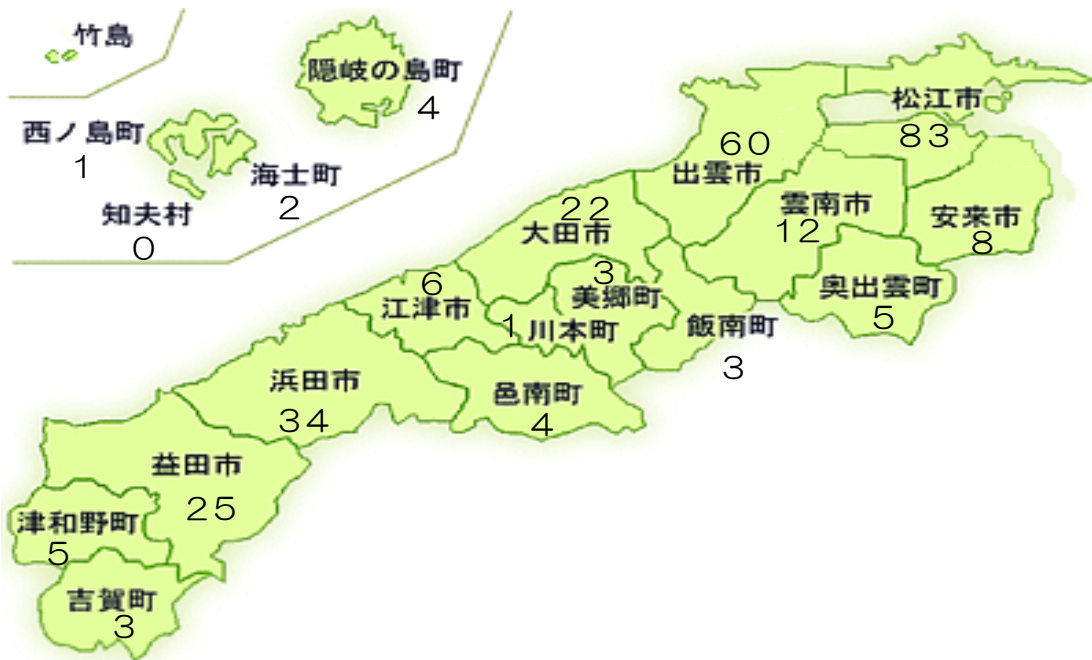 竹島
隠岐の島町
4
西ノ島町
1
海士町
2
知夫村
0
松江市
83
60
出雲市
雲南市
12
安来市
8
22
大田市
奥出雲町
5
3
美郷町
6
江津市
1
川本町
飯南町
3
浜田市
34
邑南町
4
益田市
25
津和野町
5
吉賀町
3